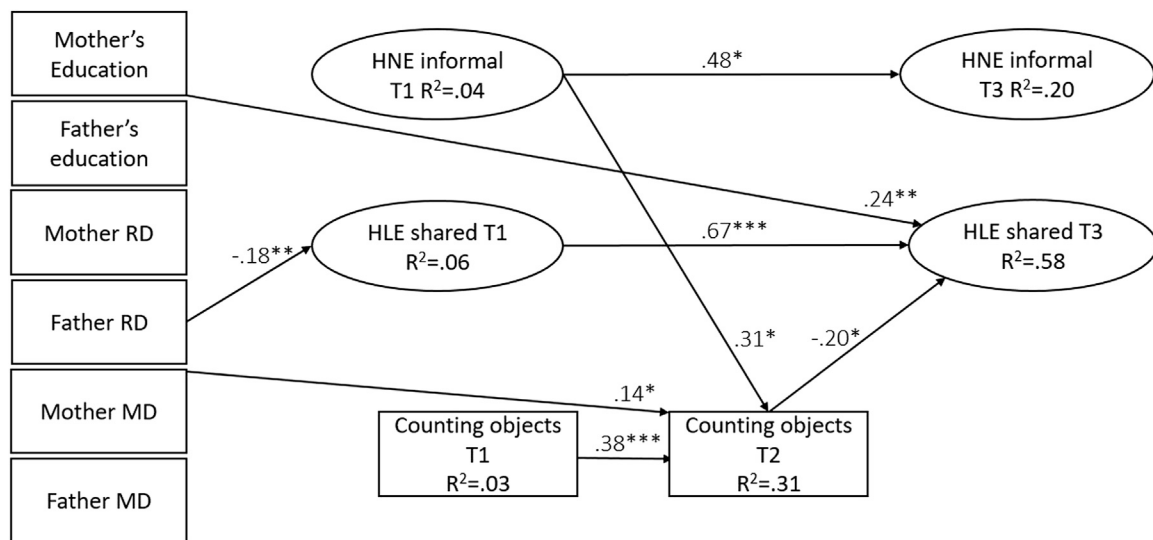 Mother's
Education
Father's
education
Mother RD
Father RD
Mother MD
Father MD
HNE informal
T1 R²=.04
.48*
HNE informal
T3 R²=.20
-.18**
HLE shared T1
R²=.06
.67***
.24**
HLE shared T3
R²=.58
.31*
-.20*
.14*
Counting objects
T1
R²=.03
.38***
Counting objects
T2
R²=.31